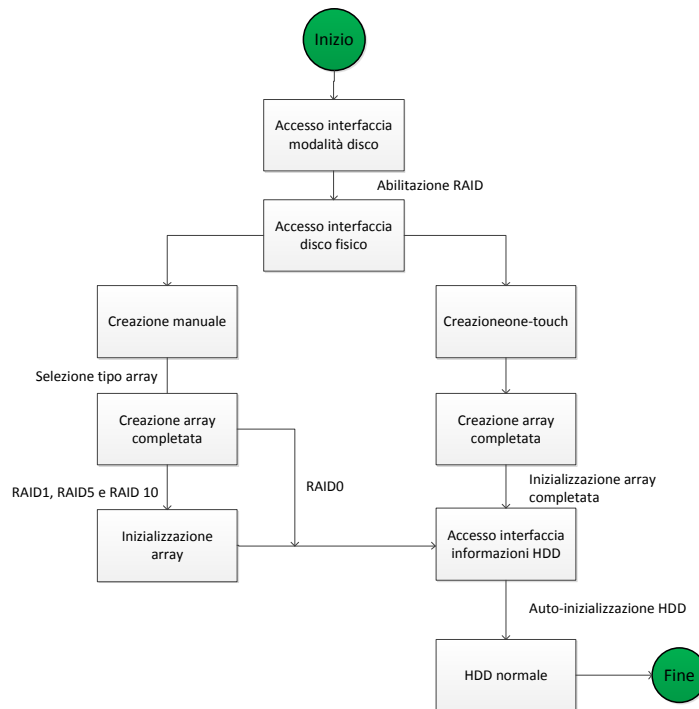 Inizio
Accesso interfaccia
modalità disco
Abilitazione RAID
Accesso interfaccia
disco fisico
Creazione manuale
Creazioneone-touch
Selezione tipo array
Creazione array
completata
Creazione array
completata
RAID1, RAID5 e RAID 10
RAID0
Inizializzazione array
completata
Inizializzazione
array
Accesso interfaccia
informazioni HDD
Auto-inizializzazione HDD
HDD normale
Fine